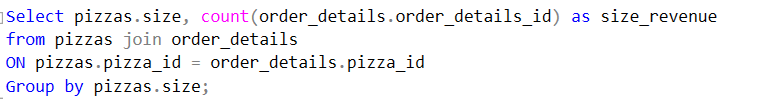 Select pizzas.size, count(order_details.order_details_id) as size_revenue
from pizzas join order_details
ON pizzas.pizza_id = order_details.pizza_id
Group by pizzas.size;